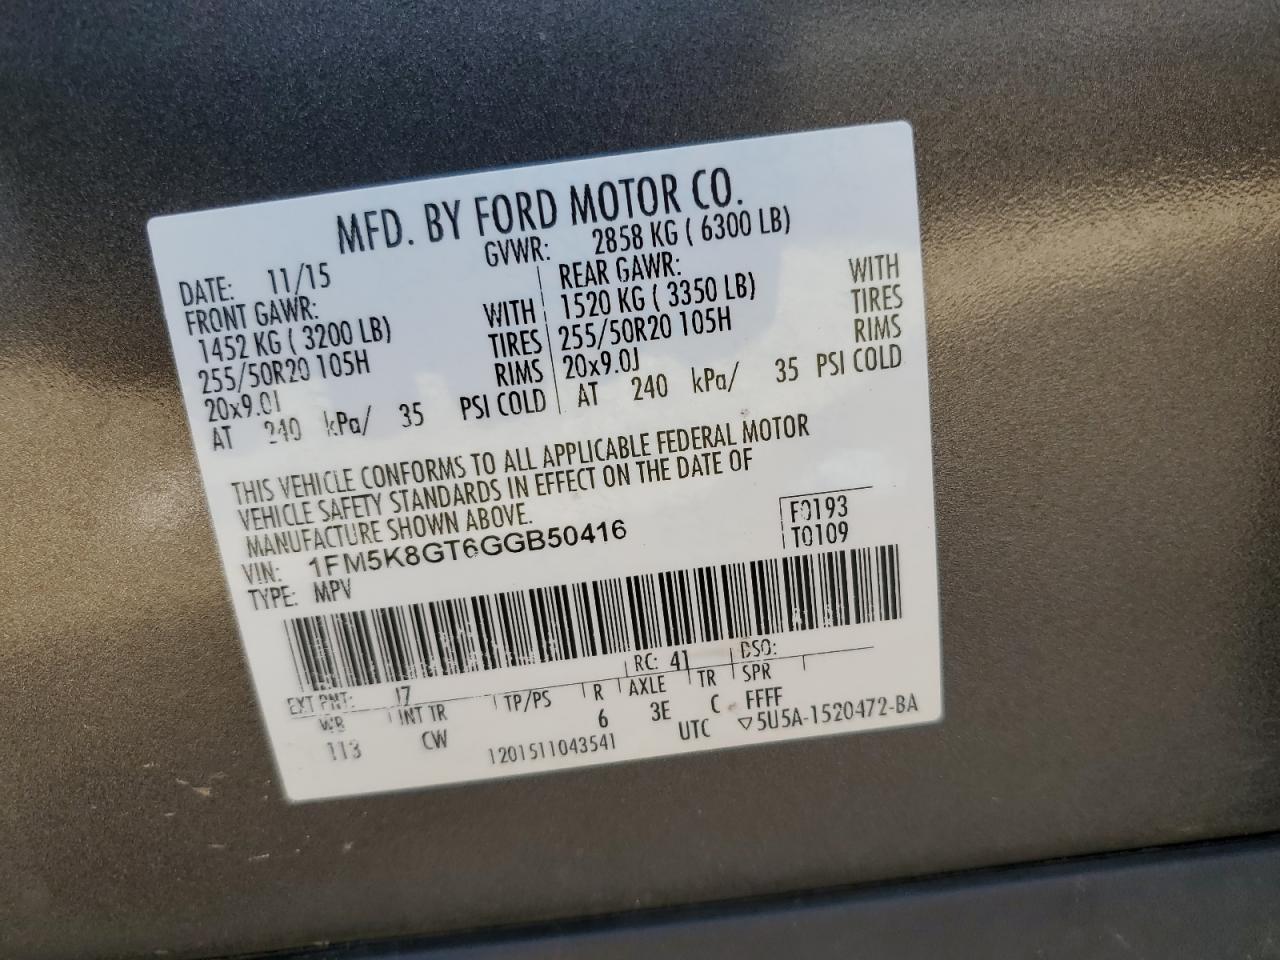 MFD. BY FORD MOTOR CO.
DATE: 11/15 GVWR: 2858 KG ( 6300 LB)
FRONT GAWR: REAR GAWR:
1452 KG ( 3200 LB) WITH 1520 KG ( 3350 LB) WITH
255/50R20 105H TIRES 255/50R20 105H TIRES
20x9.0J RIMS 20x9.0J RIMS
AT 240 kPa/ 35 PSI COLD AT 240 kPa/ 35 PSI COLD
THIS VEHICLE CONFORMS TO ALL APPLICABLE FEDERAL MOTOR
VEHICLE SAFETY STANDARDS IN EFFECT ON THE DATE OF
MANUFACTURE SHOWN ABOVE.
VIN: 1FM5K8GT6GGB50416 F0193
TYPE: MPV T0109
EXT PNT: 17 RC: 41 DSO:
WB INT TR TP/PS R AXLE TR SPR
113 CW 6 3E C FFFF
1201511043541 UTC ▽5U5A-1520472-BA